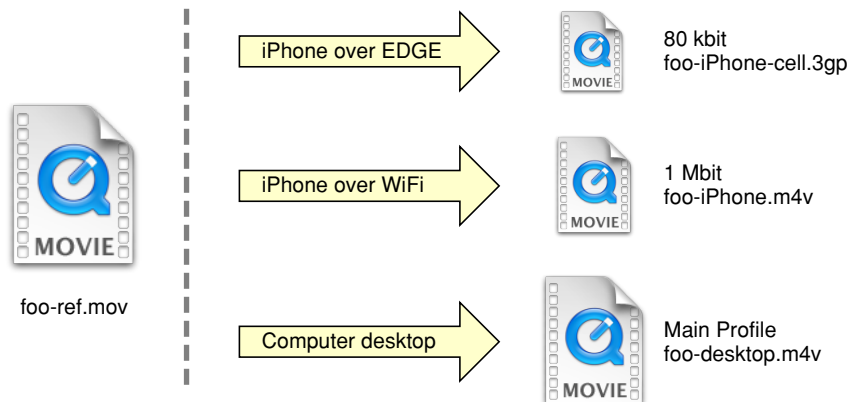 iPhone over EDGE
80 kbit
foo-iPhone-cell.3gp
MOVIE
MOVIE
foo-ref.mov
iPhone over WiFi
1 Mbit
foo-iPhone.m4v
MOVIE
Computer desktop
Main Profile
foo-desktop.m4v
MOVIE